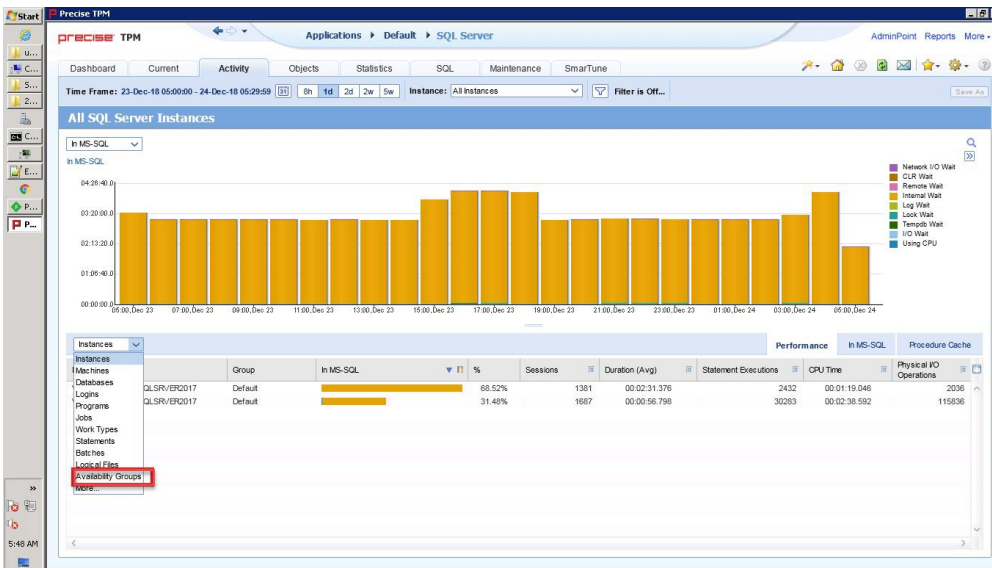 Start
Precise TPM
precise TPM
Applications ▸ Default ▸ SQL Server
AdminPoint Reports More
u...
C...
S...
2...
C...
E...
P...
P...
Dashboard Current Activity Objects Statistics SQL Maintenance SmarTune
Time Frame: 23-Dec-18 05:00:00 - 24-Dec-18 05:29:59 31 8h 1d 2d 2w 5w Instance: All Instances Filter is Off... Save As
All SQL Server Instances
In MS-SQL
In MS-SQL
Network I/O Wait
CLR Wait
Remote Wait
Internal Wait
Log Wait
Lock Wait
Tempdb Wait
I/O Wait
Using CPU
04:26:40.0
03:20:00.0
02:13:20.0
01:06:40.0
00:00:00.0
05:00,Dec 23 07:00,Dec 23 09:00,Dec 23 11:00,Dec 23 13:00,Dec 23 15:00,Dec 23 17:00,Dec 23 19:00,Dec 23 21:00,Dec 23 23:00,Dec 23 01:00,Dec 24 03:00,Dec 24 05:00,Dec 24
Instances
Performance In MS-SQL Procedure Cache
Group In MS-SQL % Sessions Duration (Avg) Statement Executions CPU Time Physical I/O Operations
QLSRVER2017 Default 68.52% 1381 00:02:31.376 2432 00:01:19.046 2036
QLSRVER2017 Default 31.48% 1687 00:00:56.798 30283 00:02:38.592 115836
Instances
Machines
Databases
Logins
Programs
Jobs
Work Types
Statements
Batches
Logical Files
Availability Groups
More...
5:48 AM